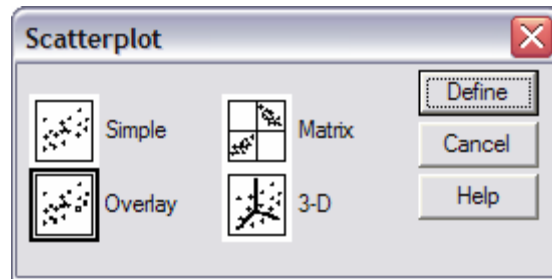 Scatterplot
Simple
Matrix
Overlay
3-D
Define
Cancel
Help